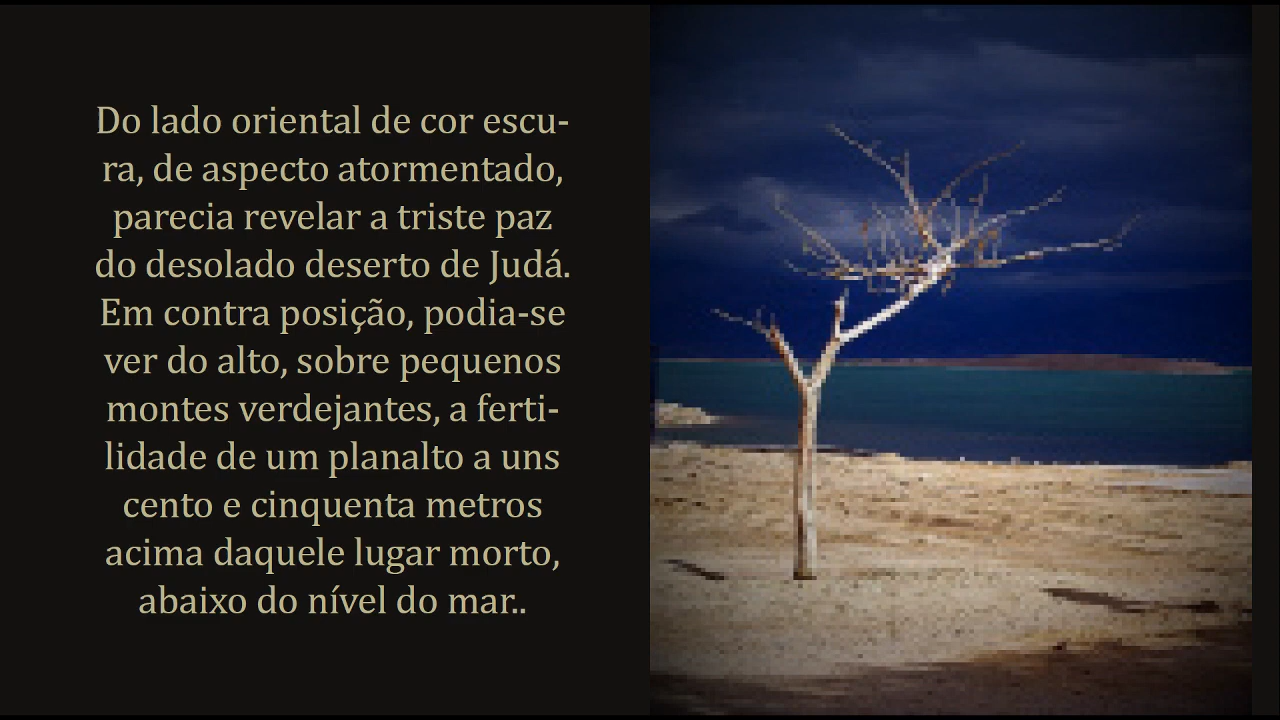 Do lado oriental de cor escu-
ra, de aspecto atormentado,
parecia revelar a triste paz
do desolado deserto de Judá.
Em contra posição, podia-se
ver do alto, sobre pequenos
montes verdejantes, a ferti-
lidade de um planalto a uns
cento e cinquenta metros
acima daquele lugar morto,
abaixo do nível do mar..